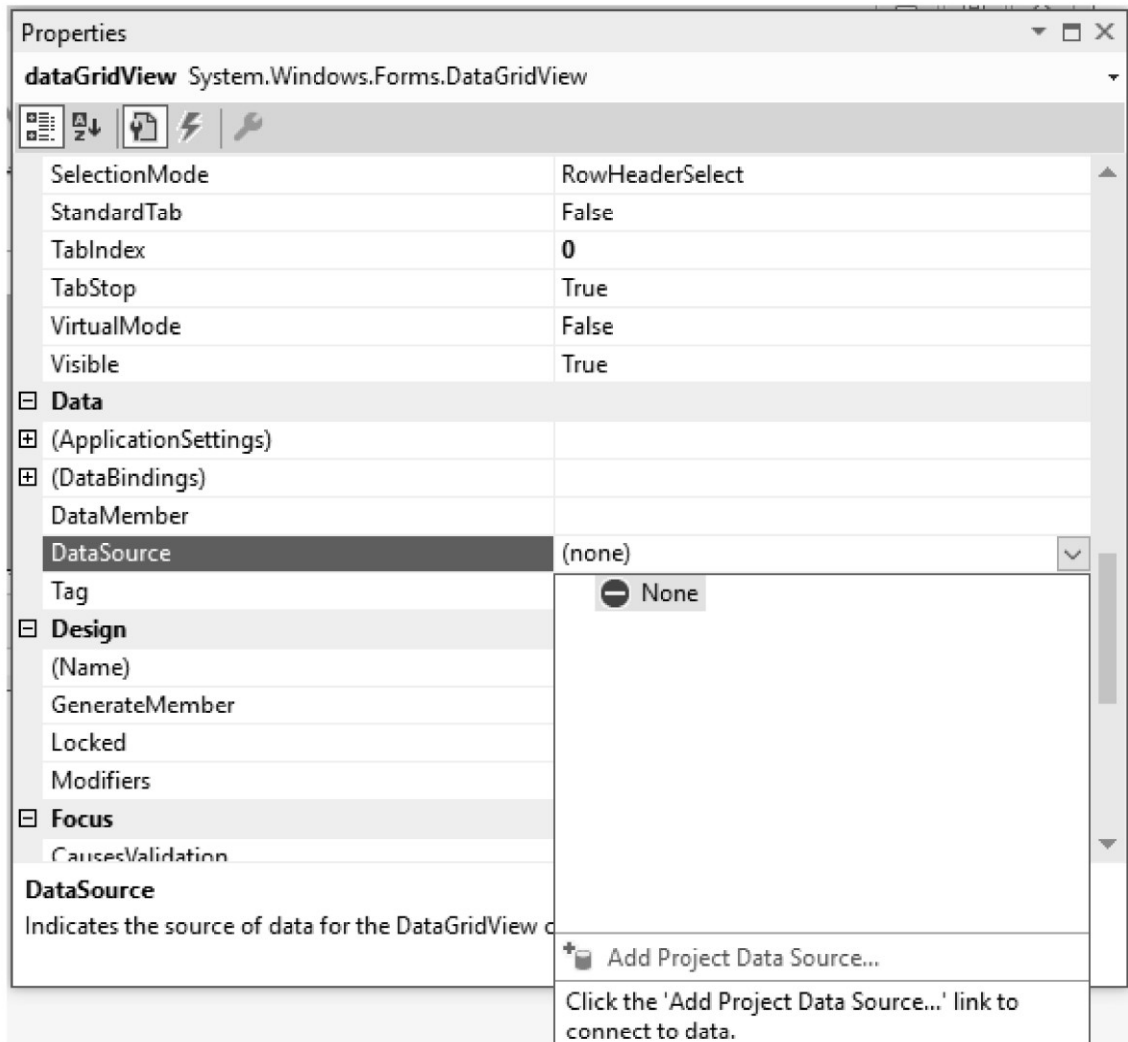 Properties
dataGridView System.Windows.Forms.DataGridView
SelectionMode RowHeaderSelect
StandardTab False
TabIndex 0
TabStop True
VirtualMode False
Visible True
Data
(ApplicationSettings)
(DataBindings)
DataMember
DataSource (none)
Tag None
Design
(Name)
GenerateMember
Locked
Modifiers
Focus
CausesValidation
DataSource
Indicates the source of data for the DataGridView c
Add Project Data Source...
Click the 'Add Project Data Source...' link to
connect to data.